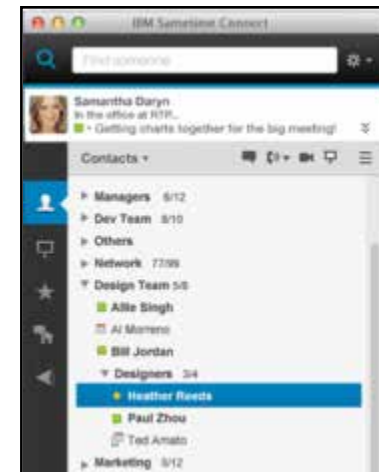 IBM Sametime Connect
Find someone
Samantha Daryn
In the office at RTP...
- Getting charts together for the big meeting!
Contacts
Managers 6/12
Dev Team 8/10
Others
Network 77/99
Design Team 5/8
Allie Singh
Al Morreno
Bill Jordan
Designers 3/4
Heather Reeds
Paul Zhou
Ted Amato
Marketing 5/12